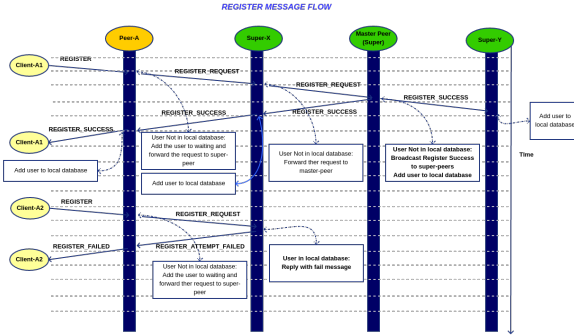 REGISTER MESSAGE FLOW
Peer-A
Super-X
Master Peer
(Super)
Super-Y
Client-A1
REGISTER
REGISTER_REQUEST
REGISTER_REQUEST
REGISTER_SUCCESS
REGISTER_SUCCESS
REGISTER_SUCCESS
REGISTER_SUCCESS
Client-A1
Add user to
local database
User Not in local database:
Add the user to waiting and
forward the request to super-
peer
User Not in local database:
Forward the request to
master-peer
User Not in local database:
Broadcast Register Success
to super-peers
Add user to local database
Time
Add user to local database
Add user to local database
Client-A2
REGISTER
REGISTER_REQUEST
REGISTER_FAILED
REGISTER_ATTEMPT_FAILED
Client-A2
User in local database:
Reply with fail message
User Not in local database:
Add the user to waiting and
forward ther request to super-
peer